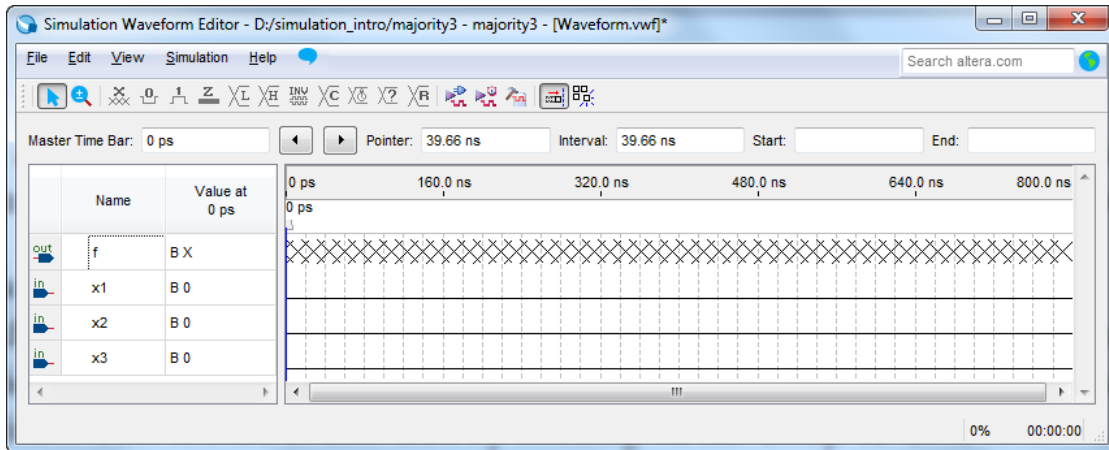 Simulation Waveform Editor - D:/simulation_intro/majority3 - majority3 - [Waveform.vwf]*
File Edit View Simulation Help Search altera.com
Master Time Bar: 0 ps Pointer: 39.66 ns Interval: 39.66 ns Start: End:
Name Value at 0 ps
0 ps 160.0 ns 320.0 ns 480.0 ns 640.0 ns 800.0 ns
0 ps
out f B X
in x1 B 0
in x2 B 0
in x3 B 0
0% 00:00:00